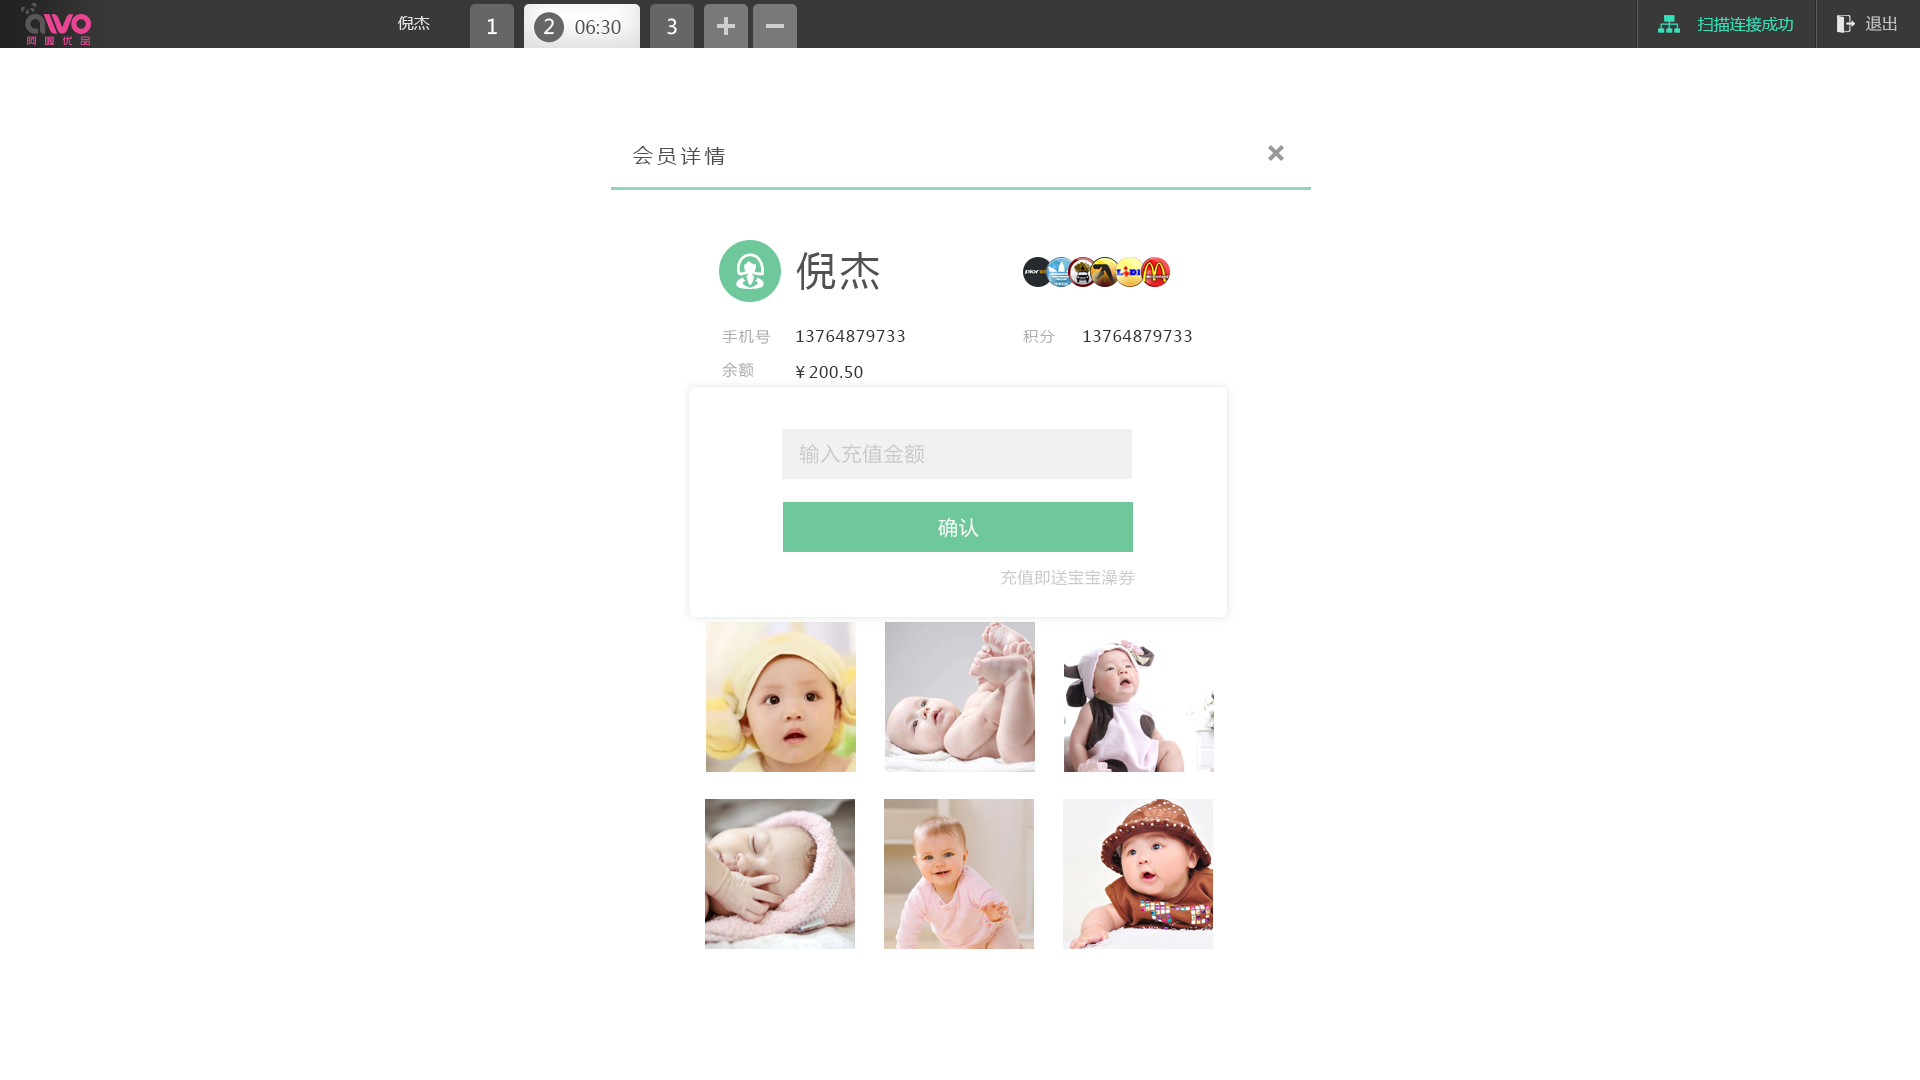 awo
阿喔优品
倪杰
1
2 06:30
3
扫描连接成功
退出
会员详情
倪杰
手机号 13764879733
积分 13764879733
余额 ¥ 200.50
输入充值金额
确认
充值即送宝宝澡券